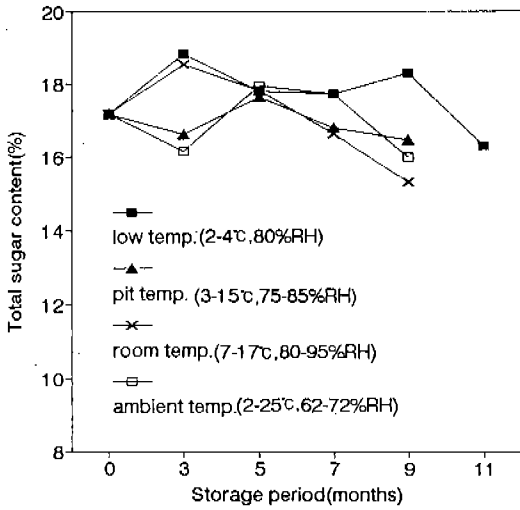 20
18
16
14
12
10
8
Total sugar content(%)
low temp.(2-4℃,80%RH)
pit temp. (3-15℃,75-85%RH)
room temp.(7-17℃,80-95%RH)
ambient temp.(2-25℃,62-72%RH)
0 3 5 7 9 11
Storage period(months)